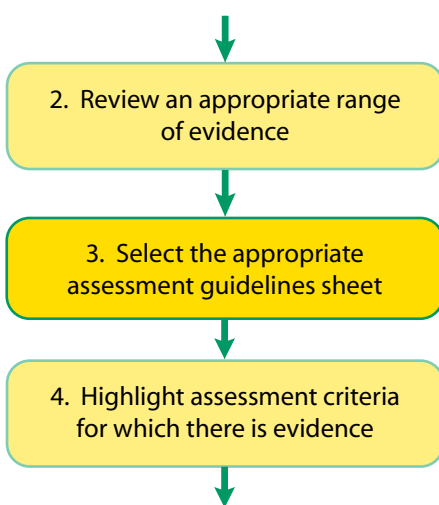 2. Review an appropriate range
of evidence
3. Select the appropriate
assessment guidelines sheet
4. Highlight assessment criteria
for which there is evidence